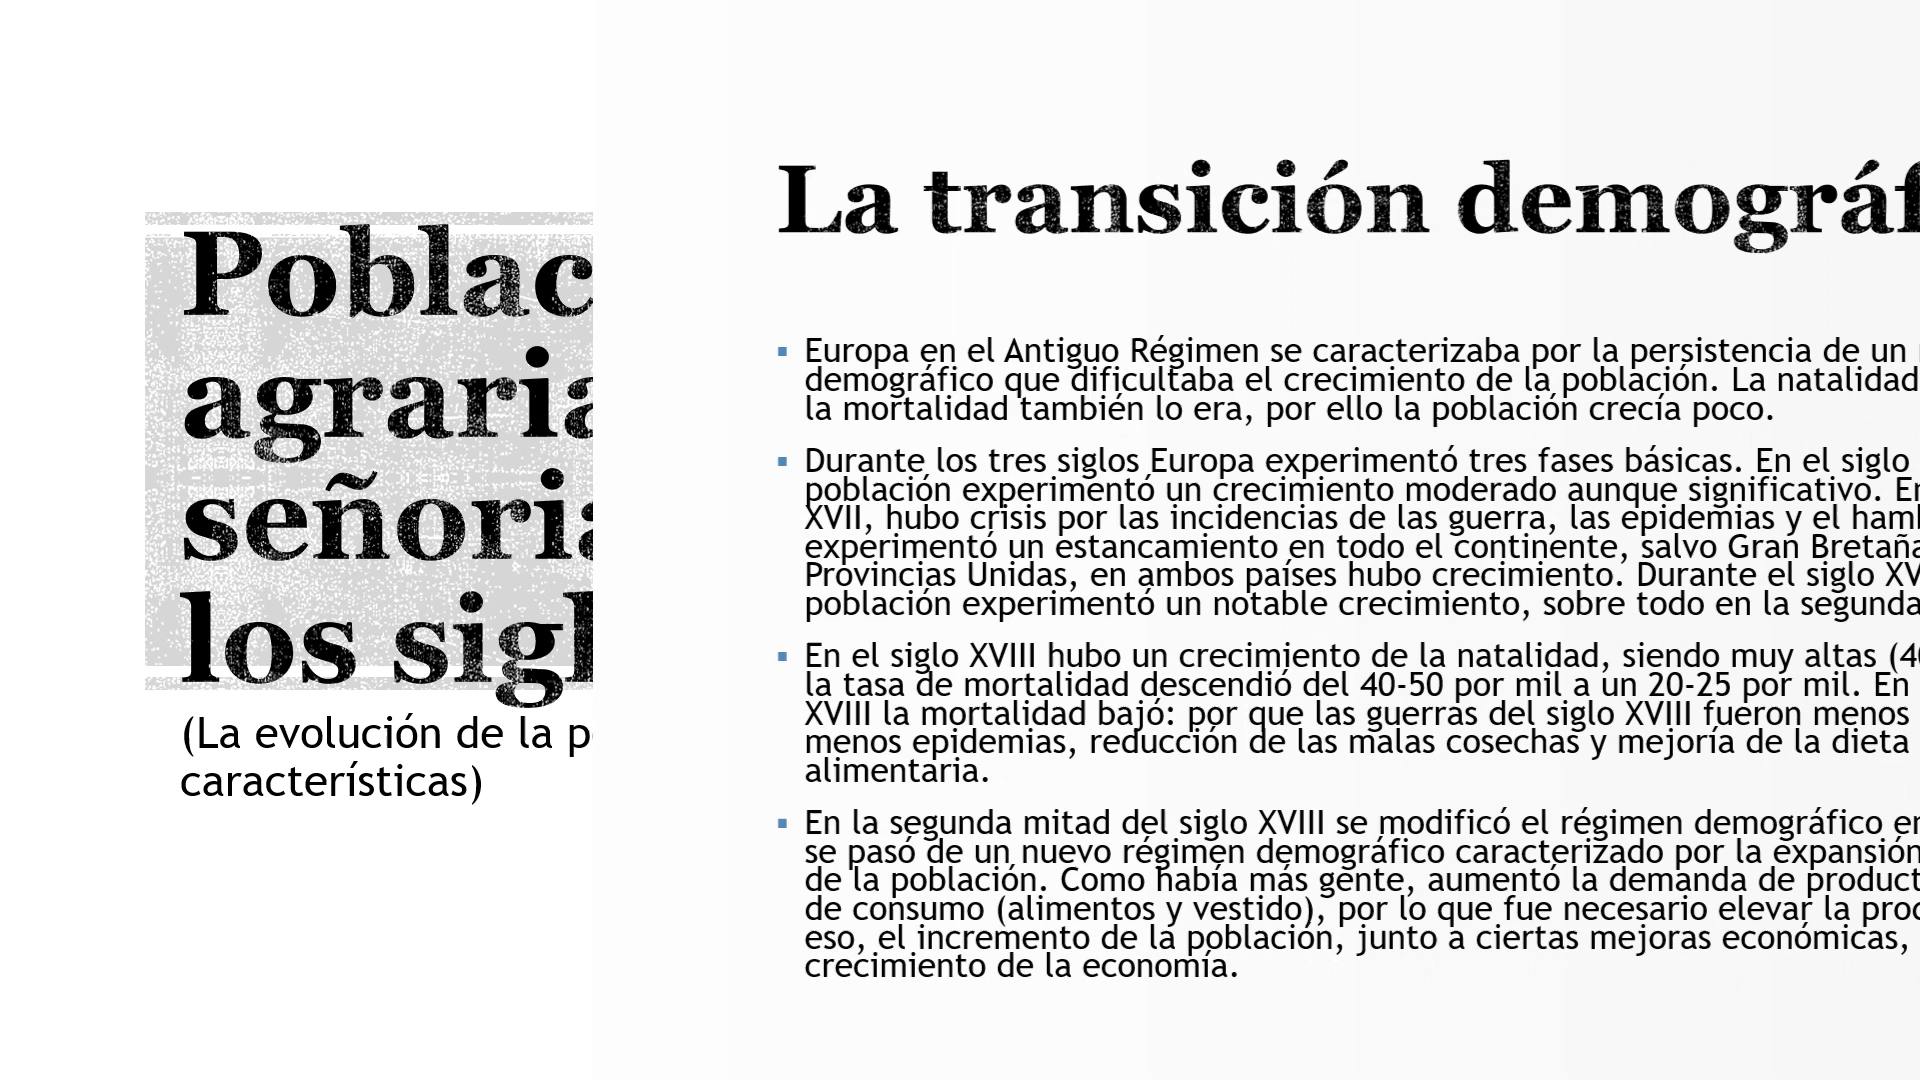 Poblac
agraria
señoria
los sigl
(La evolución de la p
características)
La transición demográf
Europa en el Antiguo Régimen se caracterizaba por la persistencia de un
demográfico que dificultaba el crecimiento de la población. La natalidad
la mortalidad también lo era, por ello la población crecía poco.
Durante los tres siglos Europa experimentó tres fases básicas. En el siglo
población experimentó un crecimiento moderado aunque significativo. En
XVII, hubo crisis por las incidencias de las guerra, las epidemias y el ham
experimentó un estancamiento en todo el continente, salvo Gran Bretaña
Provincias Unidas, en ambos países hubo crecimiento. Durante el siglo XV
población experimentó un notable crecimiento, sobre todo en la segunda
En el siglo XVIII hubo un crecimiento de la natalidad, siendo muy altas (40
la tasa de mortalidad descendió del 40-50 por mil a un 20-25 por mil. En
XVIII la mortalidad bajó: por que las guerras del siglo XVIII fueron menos
menos epidemias, reducción de las malas cosechas y mejoría de la dieta
alimentaria.
En la segunda mitad del siglo XVIII se modificó el régimen demográfico en
se pasó de un nuevo régimen demográfico caracterizado por la expansión
de la población. Como había más gente, aumentó la demanda de product
de consumo (alimentos y vestido), por lo que fue necesario elevar la proc
eso, el incremento de la población, junto a ciertas mejoras económicas,
crecimiento de la economía.